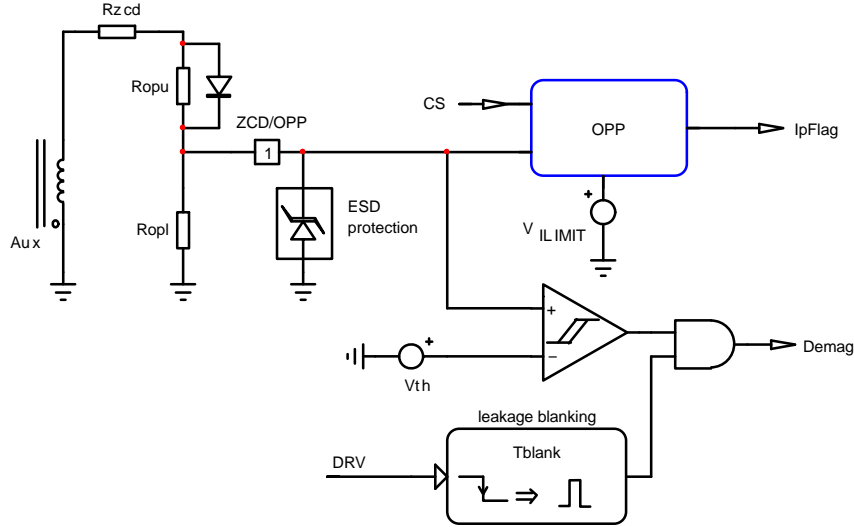 Rzcd
Ropu
ZCD/OPP
1
CS
OPP
IpFlag
+
V ILIMIT
ESD
protection
Ropl
Aux
+
+
−
Vth
Demag
leakage blanking
Tblank
DRV